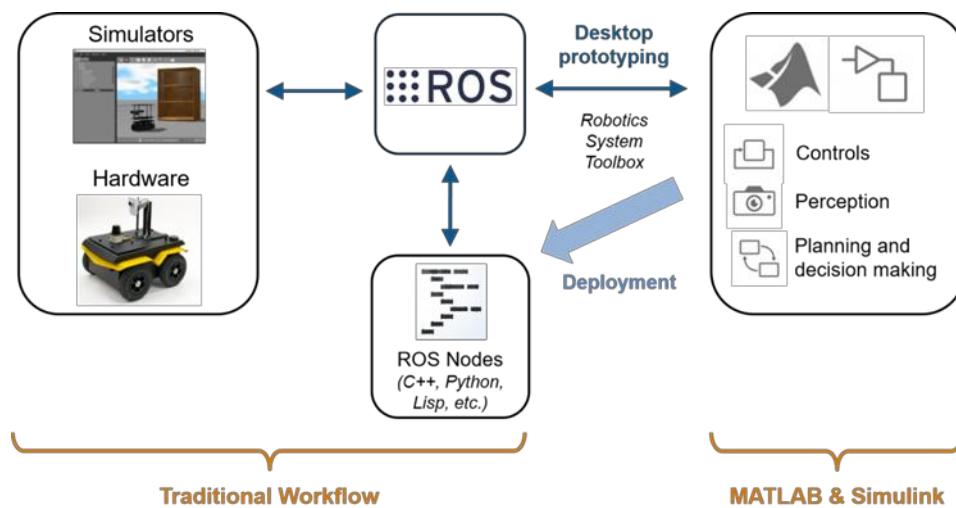 Simulators
Hardware
ROS
ROS Nodes
(C++, Python,
Lisp, etc.)
Desktop
prototyping
Robotics
System
Toolbox
Deployment
Controls
Perception
Planning and
decision making
Traditional Workflow
MATLAB & Simulink